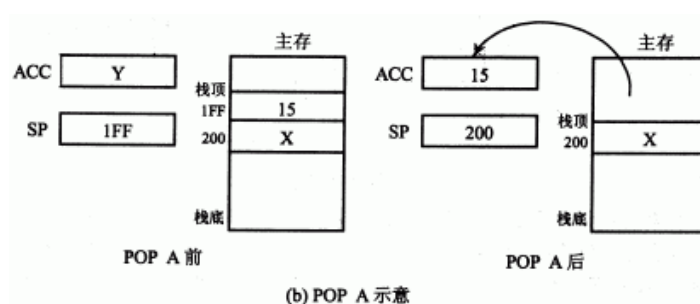 主存
ACC Y
栈顶
1FF 15
SP 1FF
200 X
栈底
POP A 前
主存
ACC 15
栈顶
SP 200
200 X
栈底
POP A 后
(b) POP A 示意